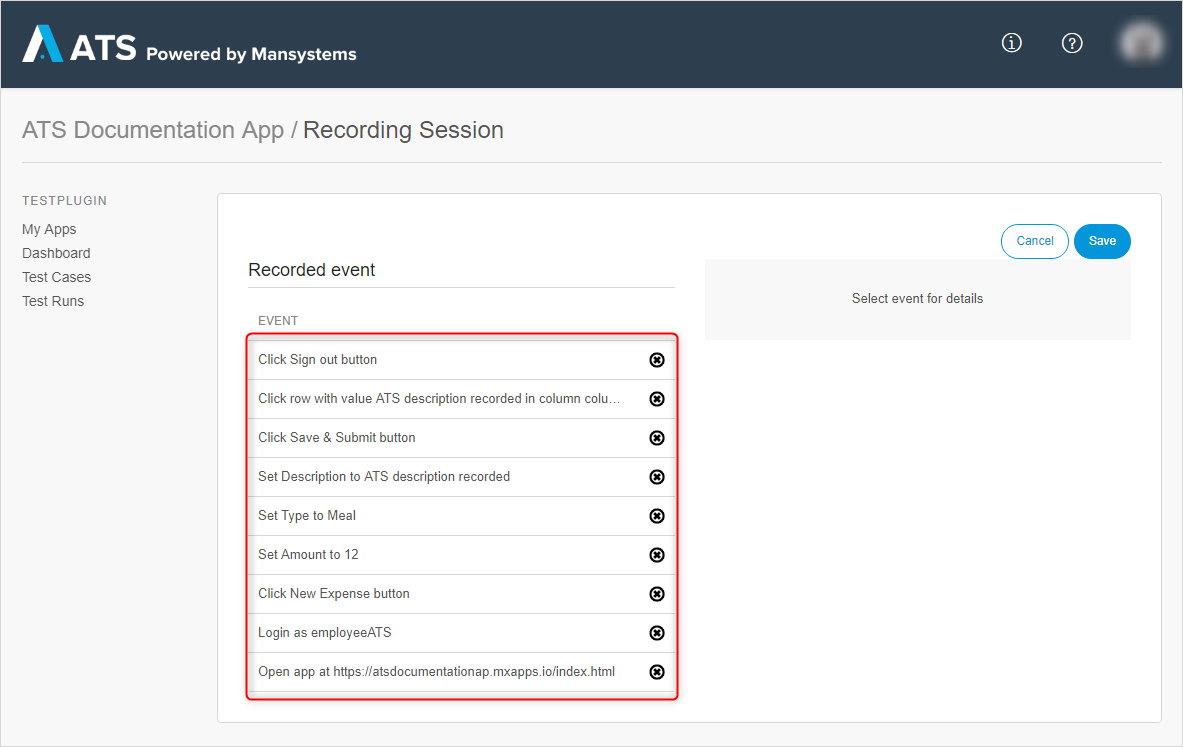 ATS Powered by Mansystems
ATS Documentation App / Recording Session
TESTPLUGIN
My Apps
Dashboard
Test Cases
Test Runs
Cancel
Save
Recorded event
Select event for details
EVENT
Click Sign out button
Click row with value ATS description recorded in column colu…
Click Save & Submit button
Set Description to ATS description recorded
Set Type to Meal
Set Amount to 12
Click New Expense button
Login as employeeATS
Open app at https://atsdocumentationap.mxapps.io/index.html